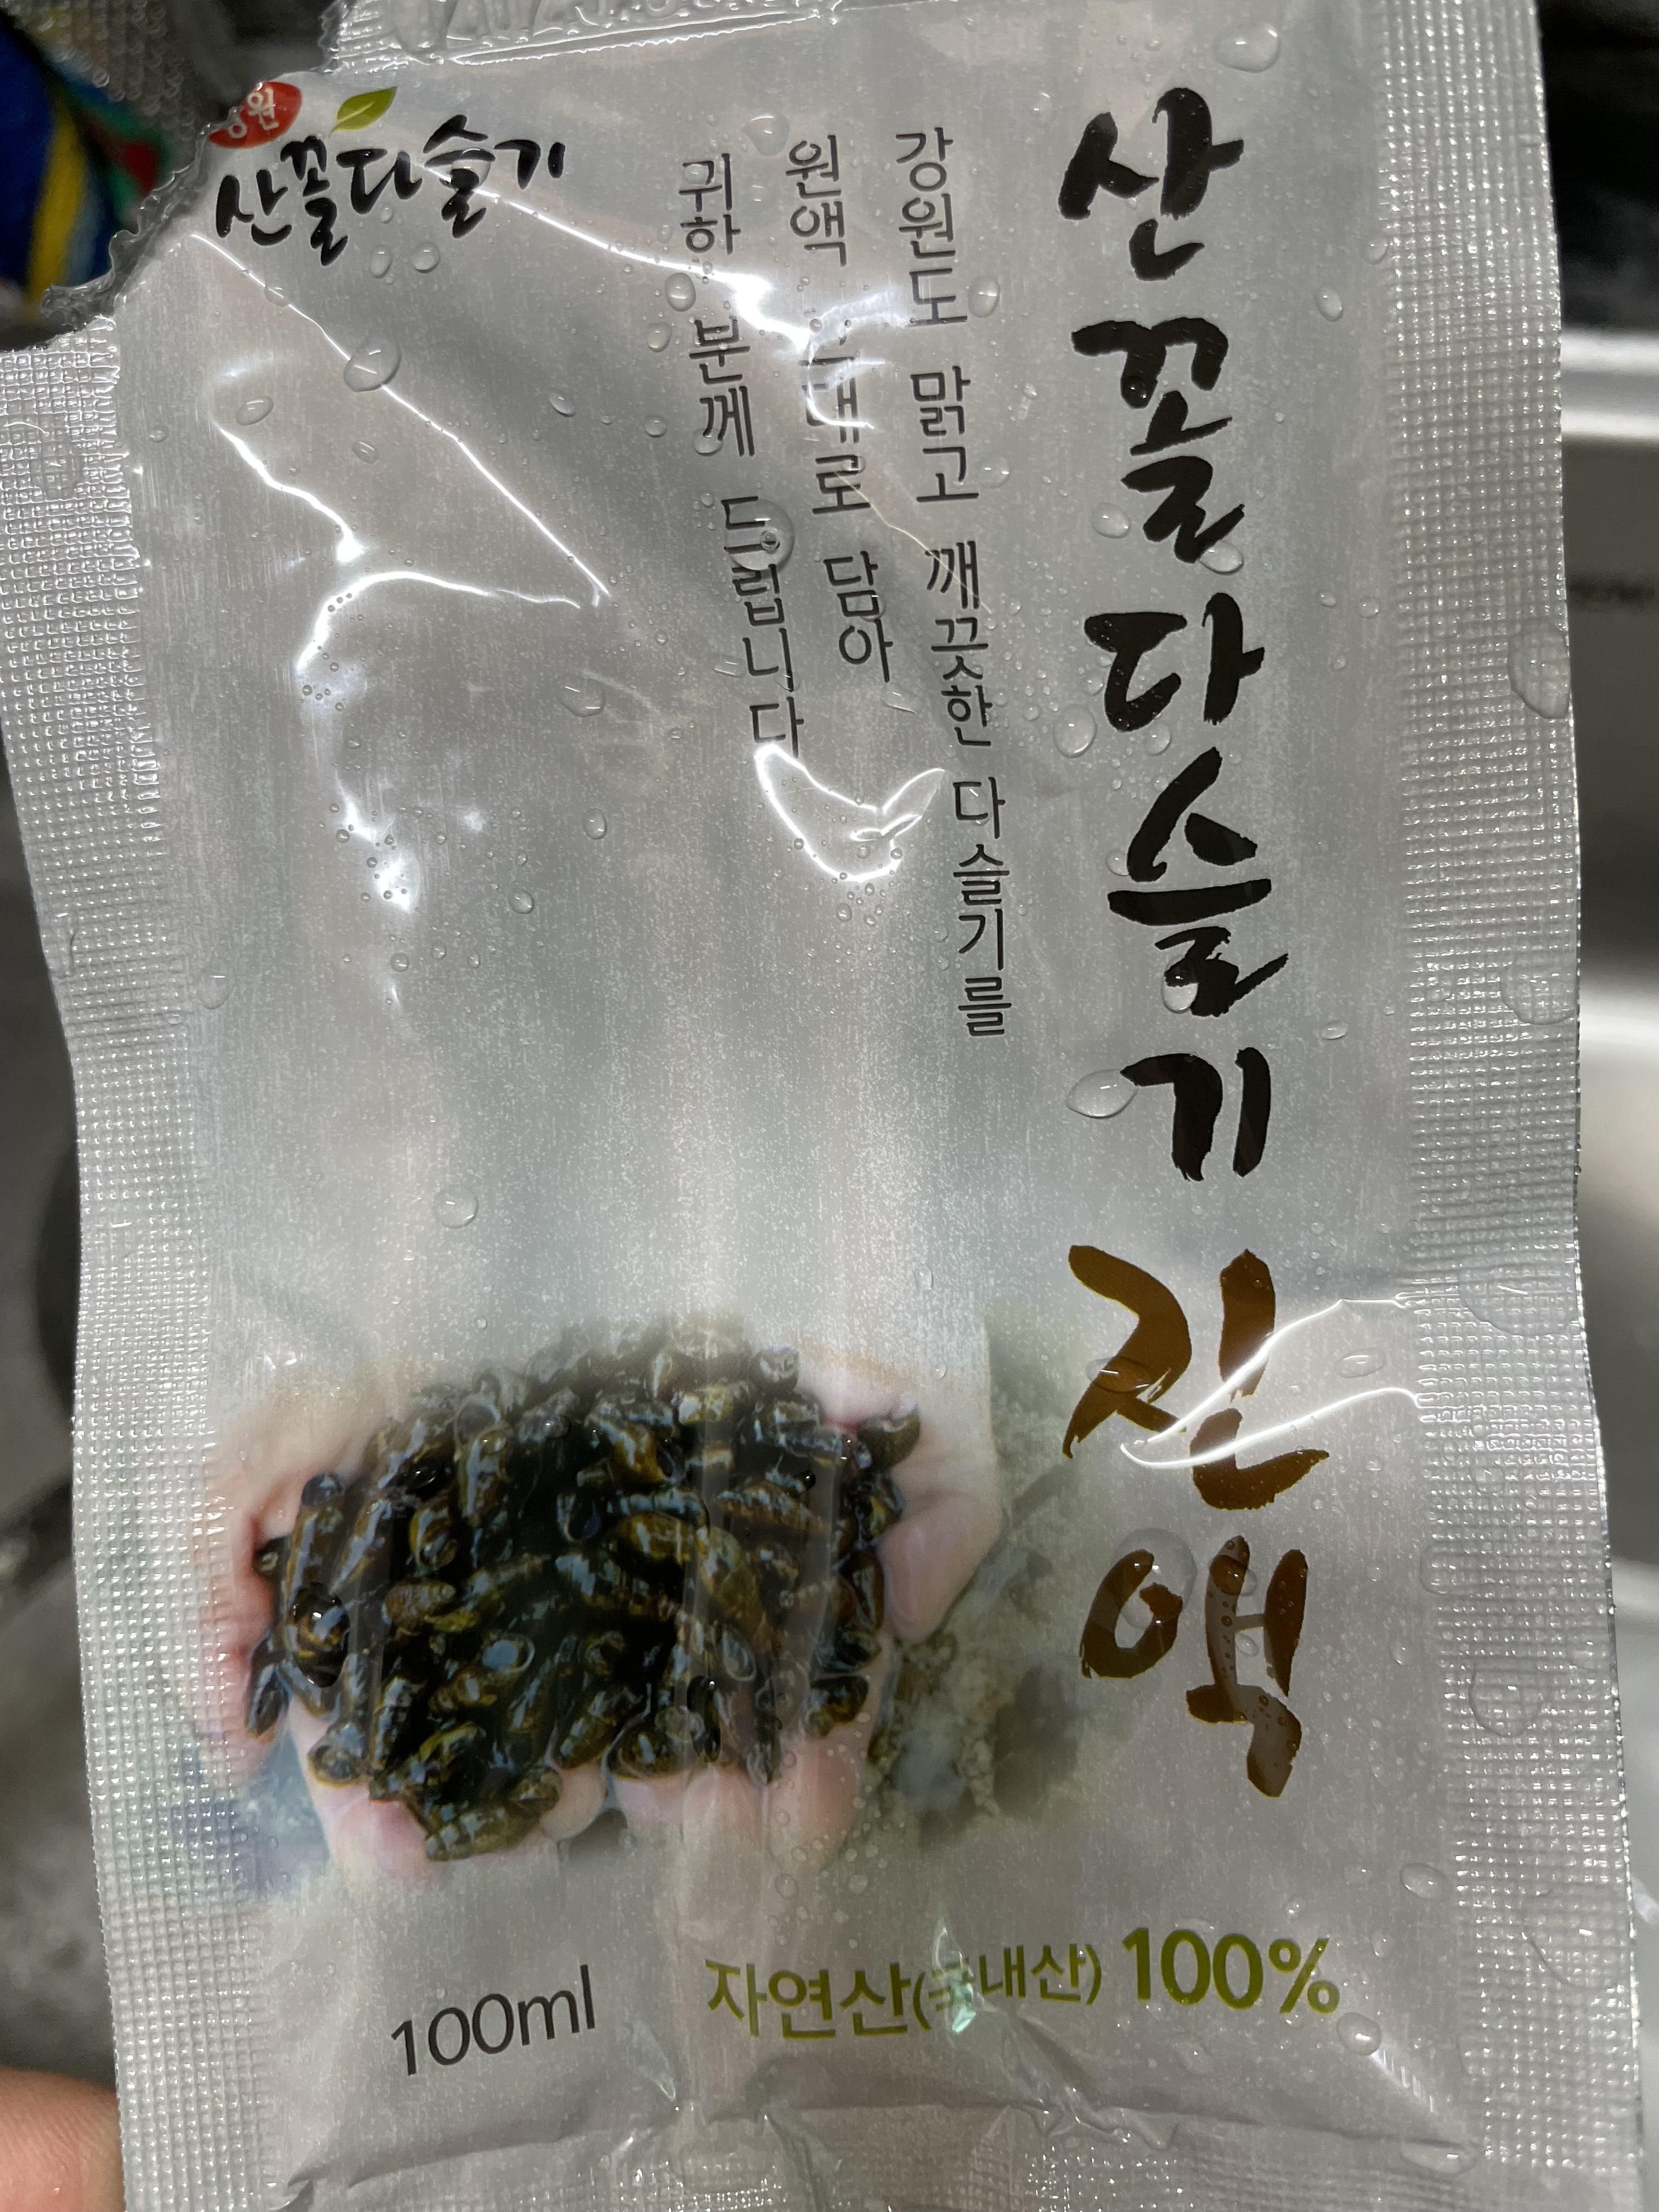 산골다슬기
산골다슬기 진액
강원도 맑고 깨끗한 다슬기를
원액 그대로 담아
귀하 분께 드립니다
100ml
자연산(국내산) 100%